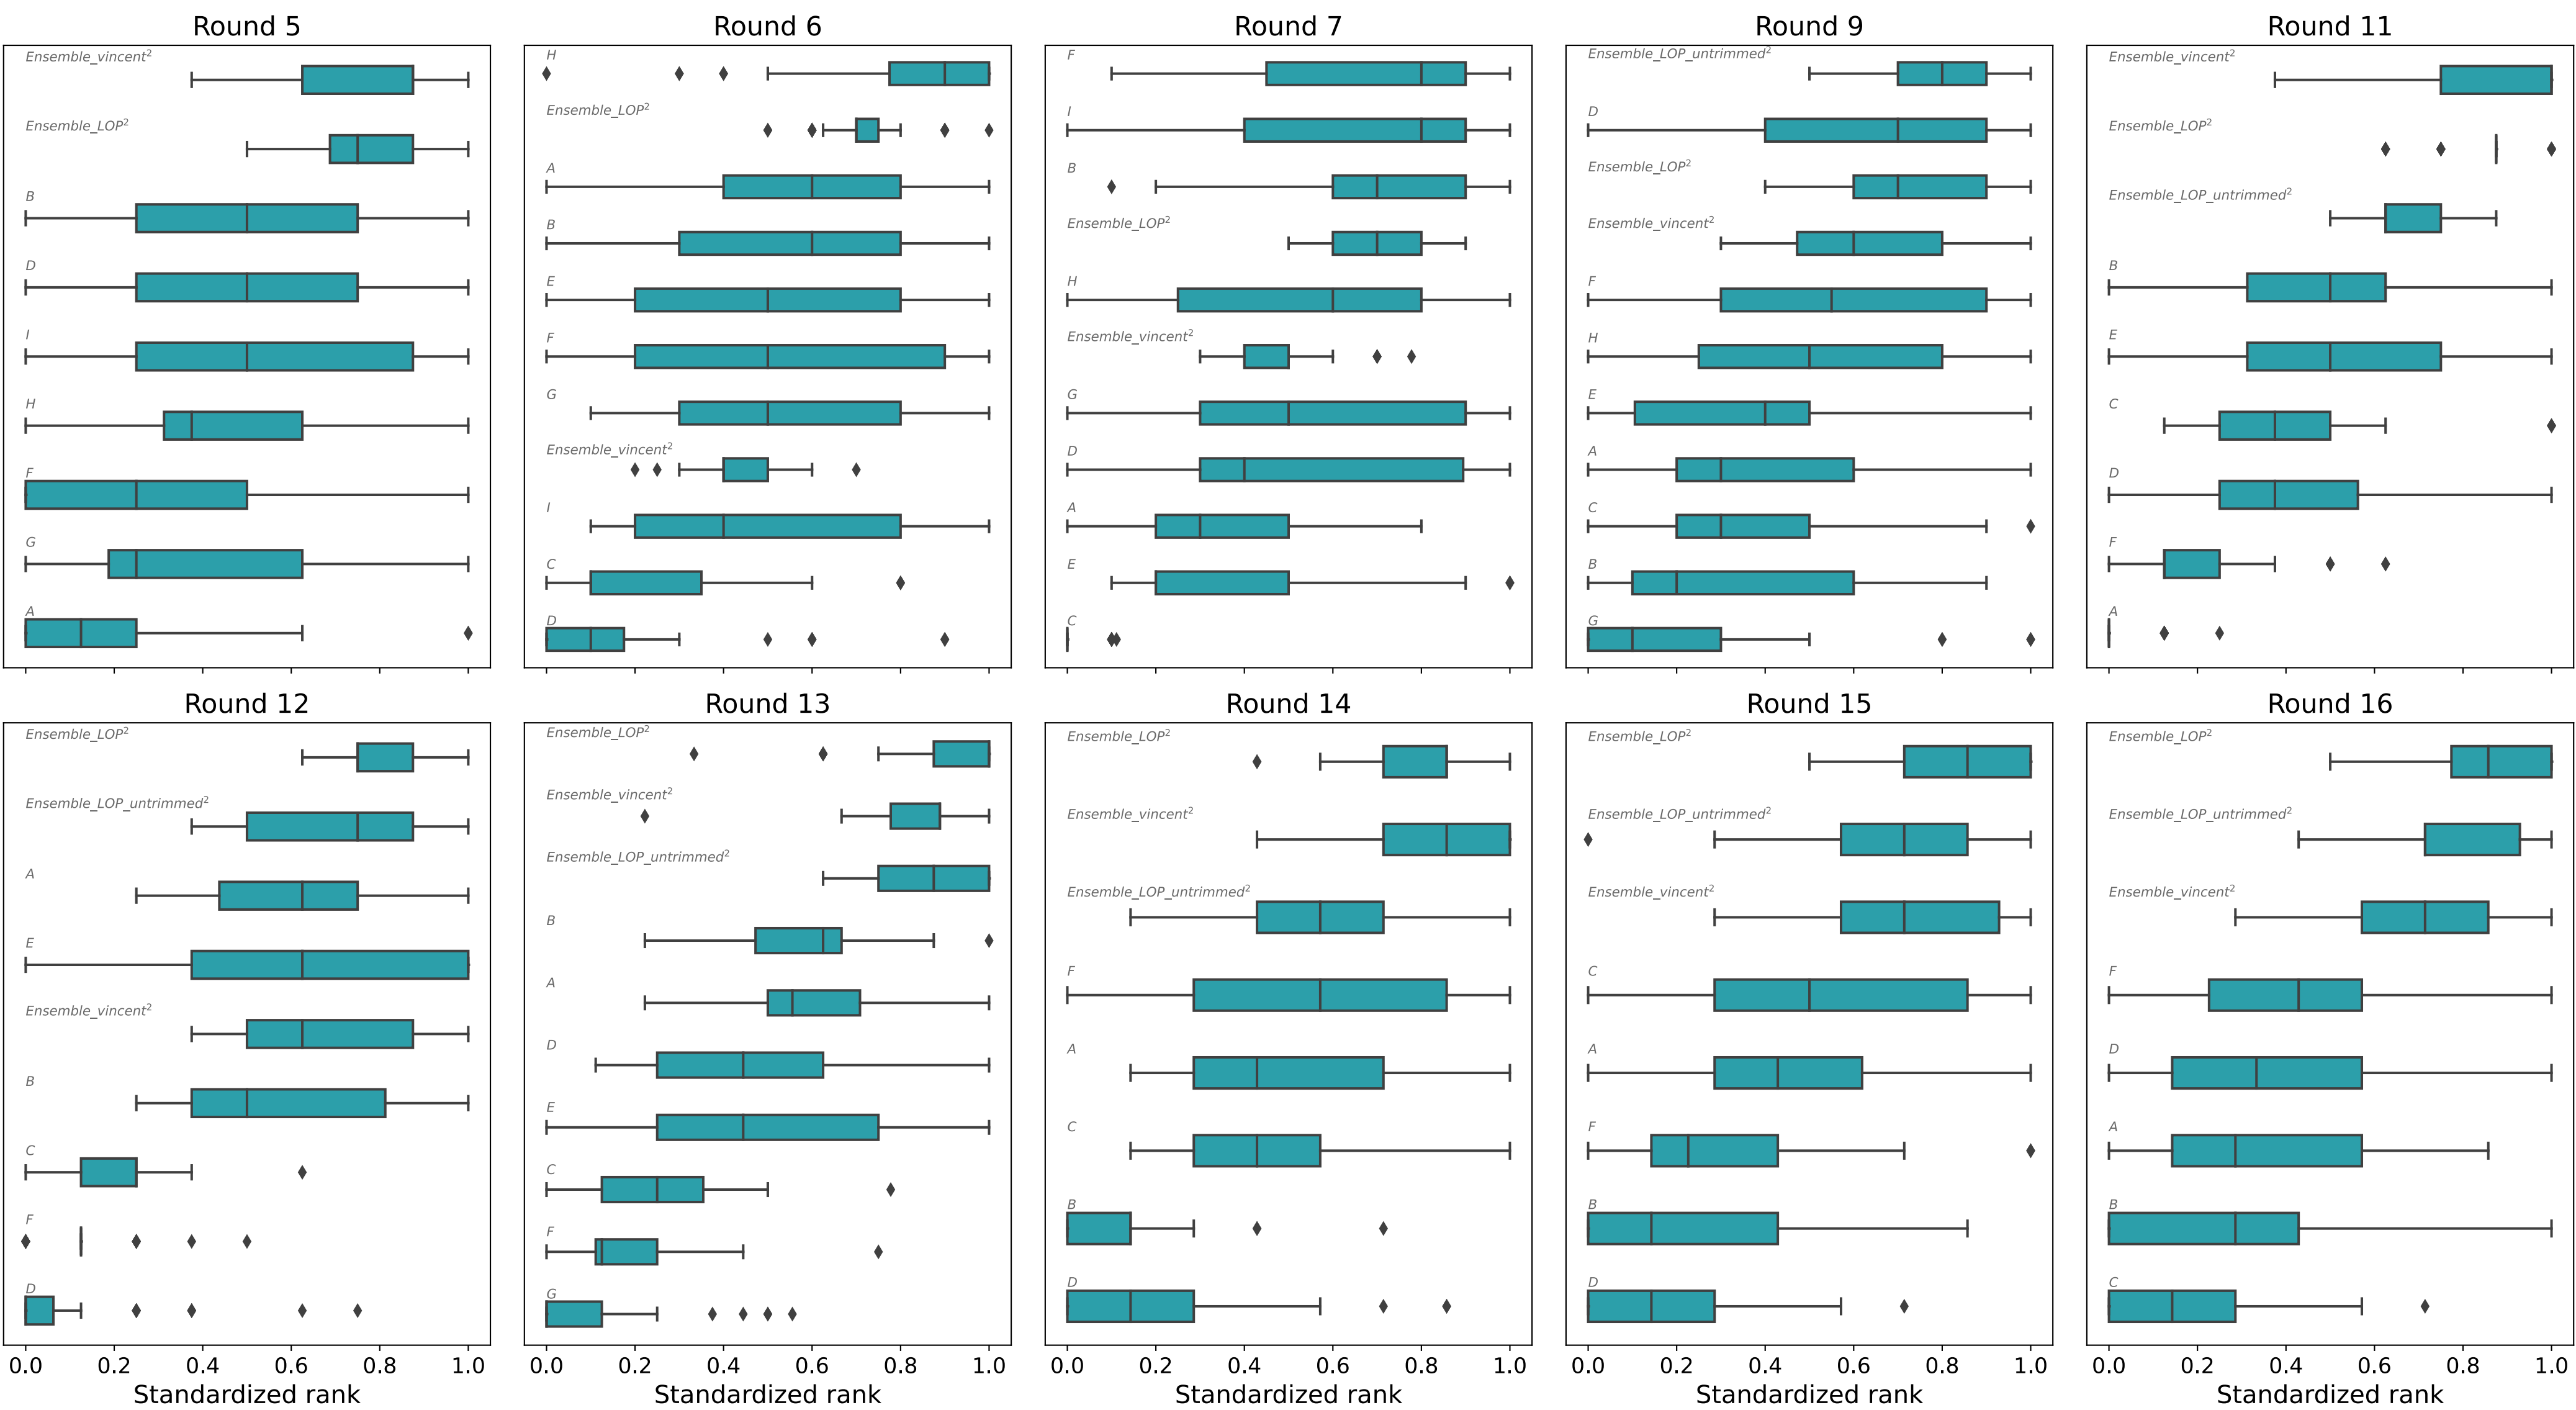 Round 5
Ensemble_vincent²
Ensemble_LOP²
B
D
I
H
F
G
A
Round 6
H
Ensemble_LOP²
A
B
E
F
G
Ensemble_vincent²
I
C
D
Round 7
F
I
B
Ensemble_LOP²
H
Ensemble_vincent²
G
D
A
E
C
Round 9
Ensemble_LOP_untrimmed²
D
Ensemble_LOP²
Ensemble_vincent²
F
H
E
A
C
B
G
Round 11
Ensemble_vincent²
Ensemble_LOP²
Ensemble_LOP_untrimmed²
B
E
C
D
F
A
Round 12
Ensemble_LOP²
Ensemble_LOP_untrimmed²
A
E
Ensemble_vincent²
B
C
F
D
0.0 0.2 0.4 0.6 0.8 1.0
Standardized rank
Round 13
Ensemble_LOP²
Ensemble_vincent²
Ensemble_LOP_untrimmed²
B
A
D
E
C
F
G
0.0 0.2 0.4 0.6 0.8 1.0
Standardized rank
Round 14
Ensemble_LOP²
Ensemble_vincent²
Ensemble_LOP_untrimmed²
F
A
C
B
D
0.0 0.2 0.4 0.6 0.8 1.0
Standardized rank
Round 15
Ensemble_LOP²
Ensemble_LOP_untrimmed²
Ensemble_vincent²
C
A
F
B
D
0.0 0.2 0.4 0.6 0.8 1.0
Standardized rank
Round 16
Ensemble_LOP²
Ensemble_LOP_untrimmed²
Ensemble_vincent²
F
D
A
B
C
0.0 0.2 0.4 0.6 0.8 1.0
Standardized rank